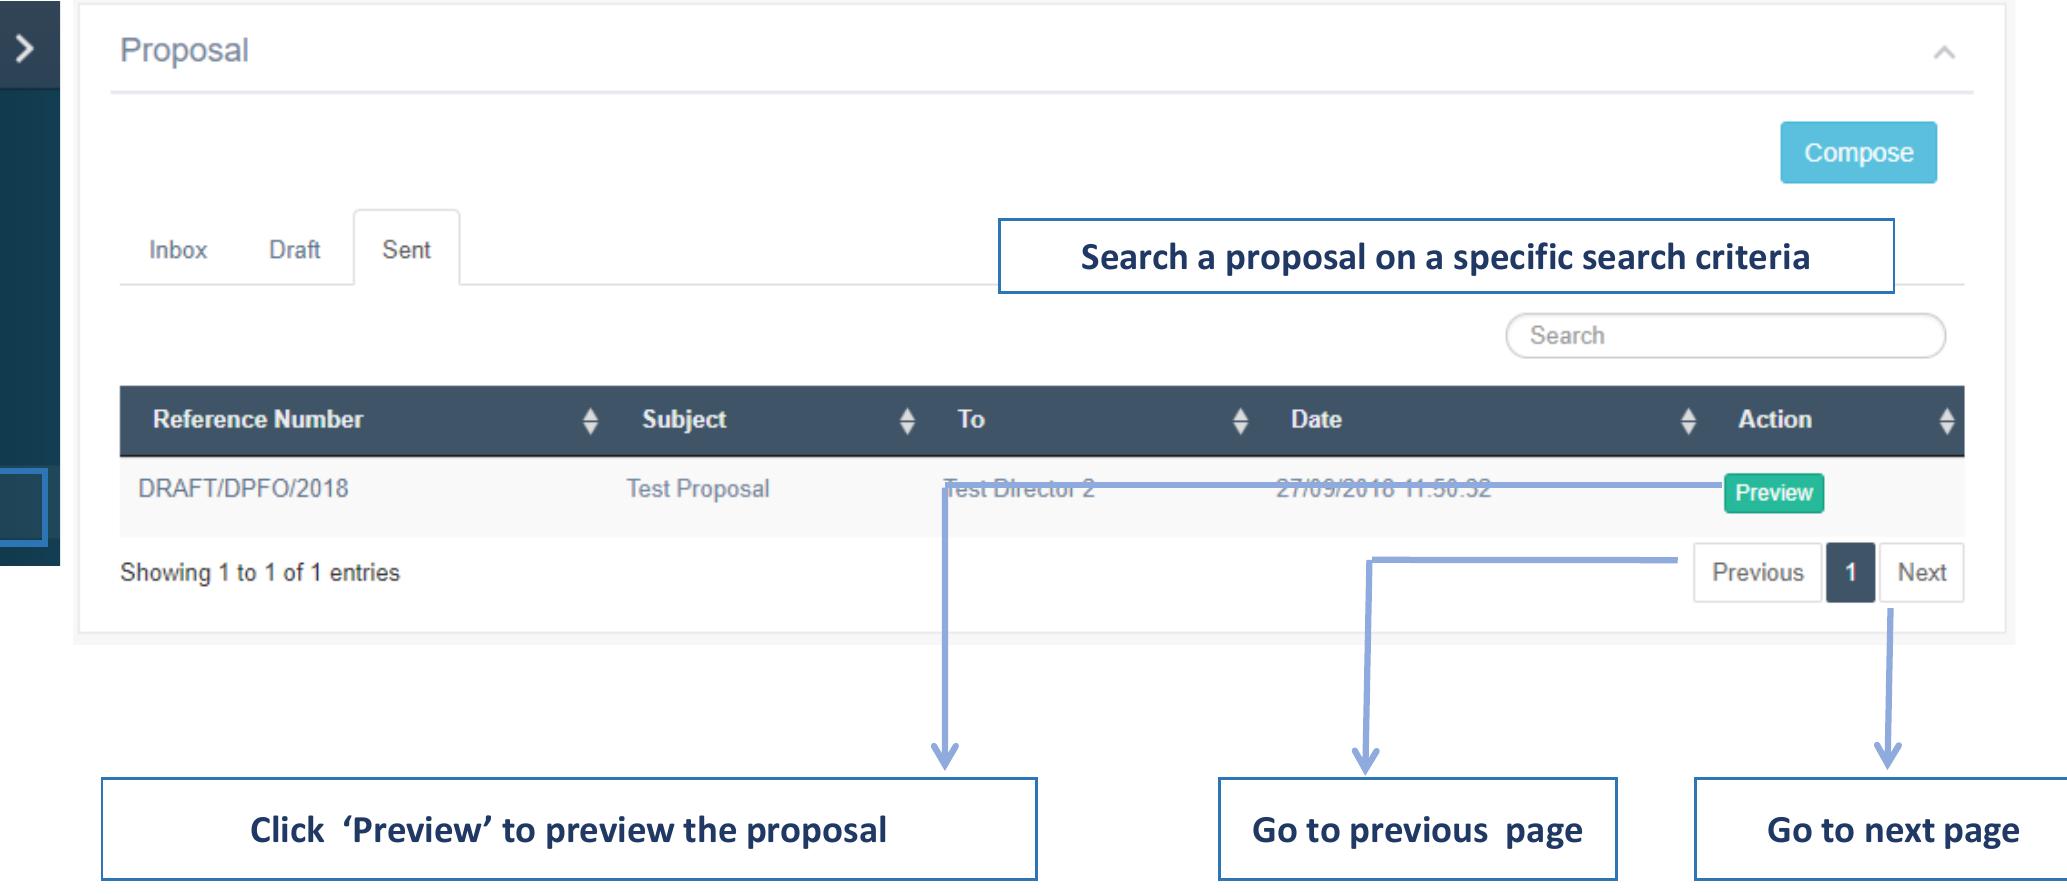 Proposal
Compose
Inbox Draft Sent
Search a proposal on a specific search criteria
Search
Reference Number Subject To Date Action
DRAFT/DPFO/2018 Test Proposal Test Director 2 27/09/2018 11:50:32 Preview
Showing 1 to 1 of 1 entries Previous 1 Next
Click ‘Preview’ to preview the proposal Go to previous page Go to next page